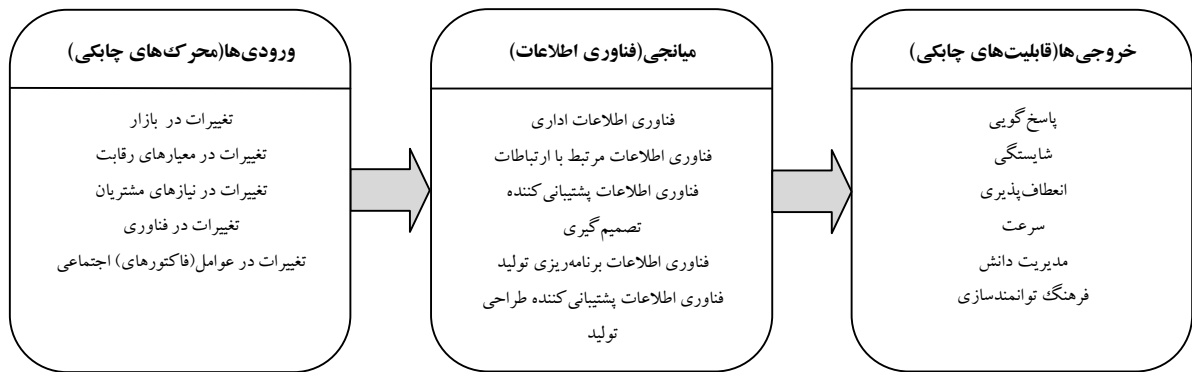 ورودی‌ها(محرک‌های چابکی)
تغییرات در بازار
تغییرات در معیارهای رقابت
تغییرات در نیازهای مشتریان
تغییرات در فناوری
تغییرات در عوامل(فاکتورهای) اجتماعی
میانجی(فناوری اطلاعات)
فناوری اطلاعات اداری
فناوری اطلاعات مرتبط با ارتباطات
فناوری اطلاعات پشتیبانی‌کننده
تصمیم‌گیری
فناوری اطلاعات برنامه‌ریزی تولید
فناوری اطلاعات پشتیبانی‌کننده طراحی
تولید
خروجی‌ها(قابلیت‌های چابکی)
پاسخ‌گویی
شایستگی
انعطاف‌پذیری
سرعت
مدیریت دانش
فرهنگ توانمندسازی